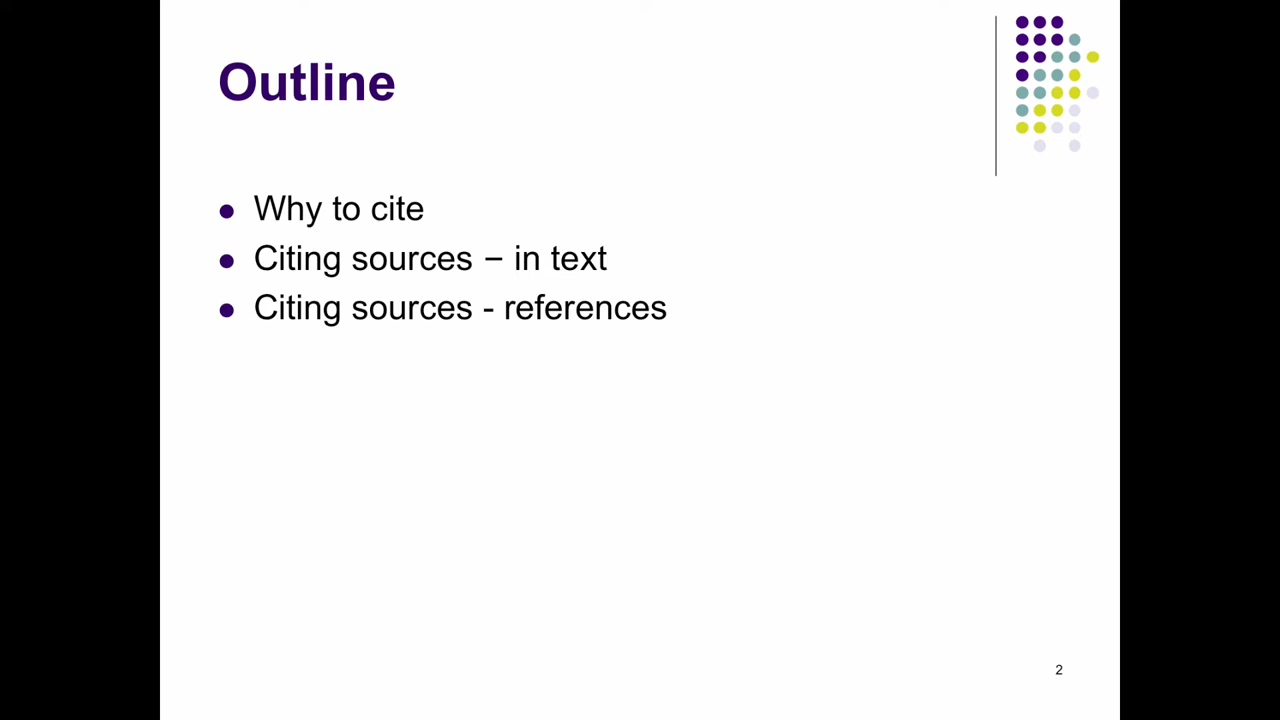 Outline
● Why to cite
● Citing sources – in text
● Citing sources - references
2